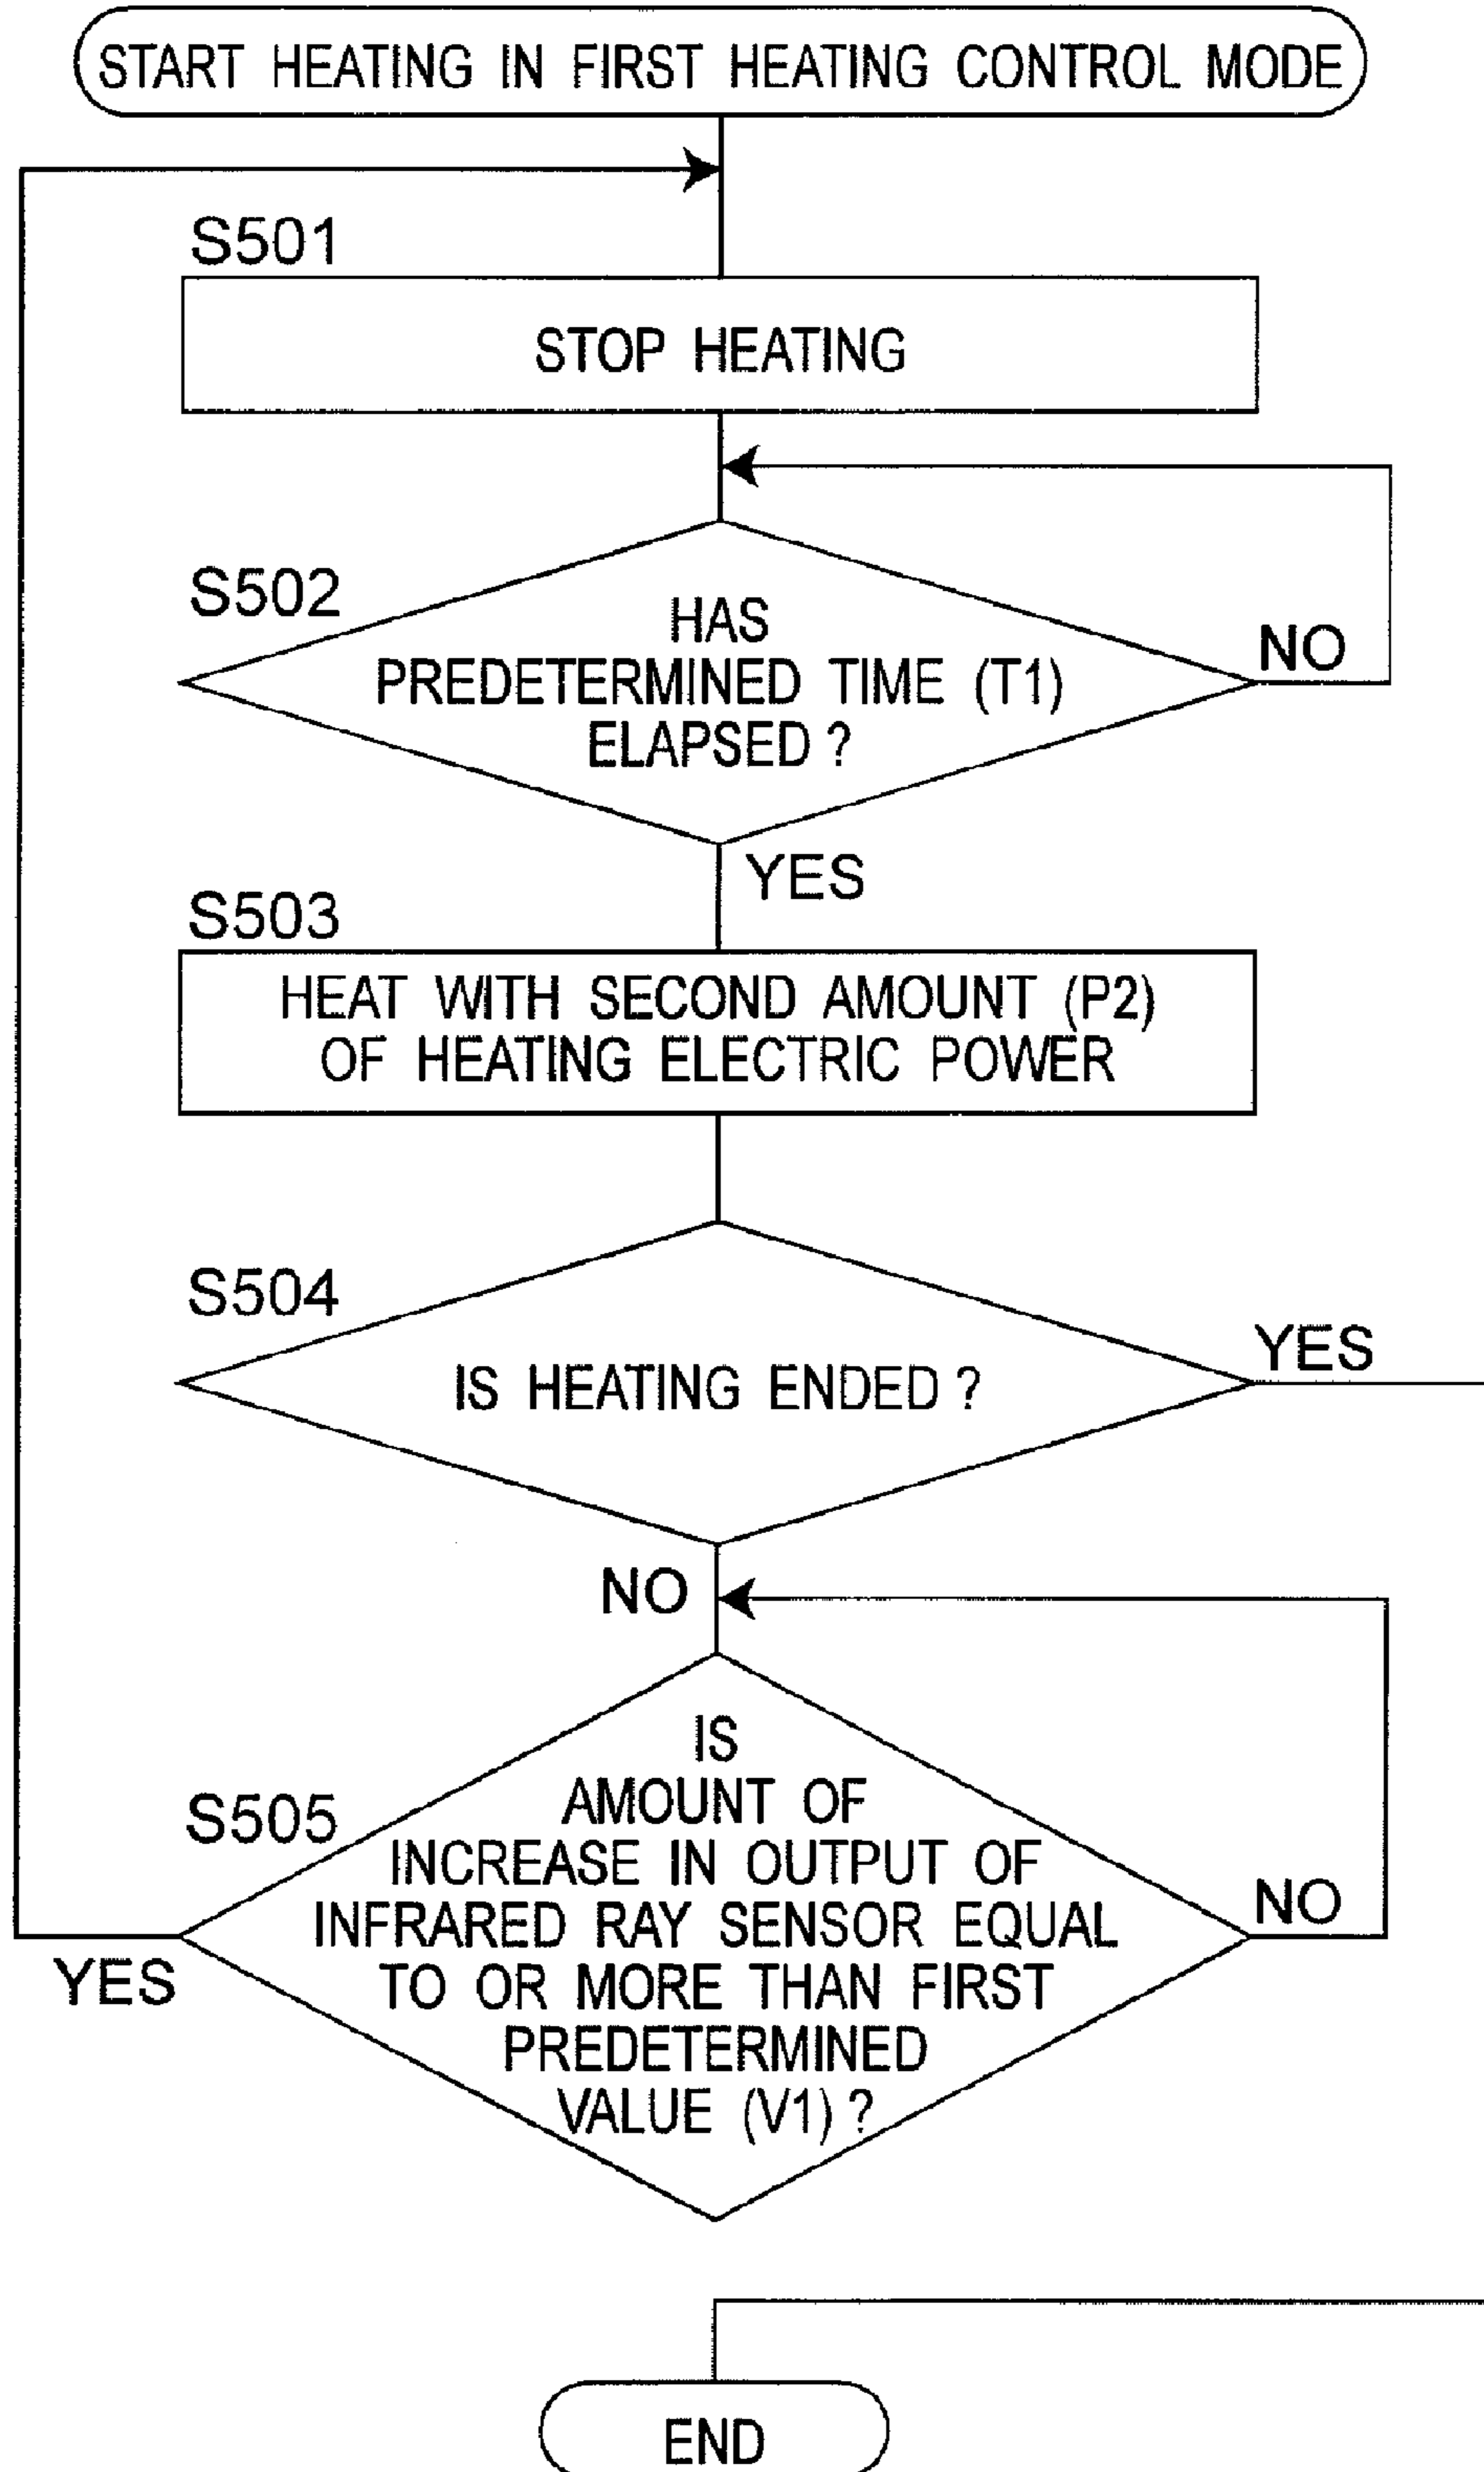 START HEATING IN FIRST HEATING CONTROL MODE
S501
STOP HEATING
S502
HAS
PREDETERMINED TIME (T1)
ELAPSED ?
NO
YES
S503
HEAT WITH SECOND AMOUNT (P2)
OF HEATING ELECTRIC POWER
S504
IS HEATING ENDED ?
YES
NO
S505
IS
AMOUNT OF
INCREASE IN OUTPUT OF
INFRARED RAY SENSOR EQUAL
TO OR MORE THAN FIRST
PREDETERMINED
VALUE (V1) ?
NO
YES
END